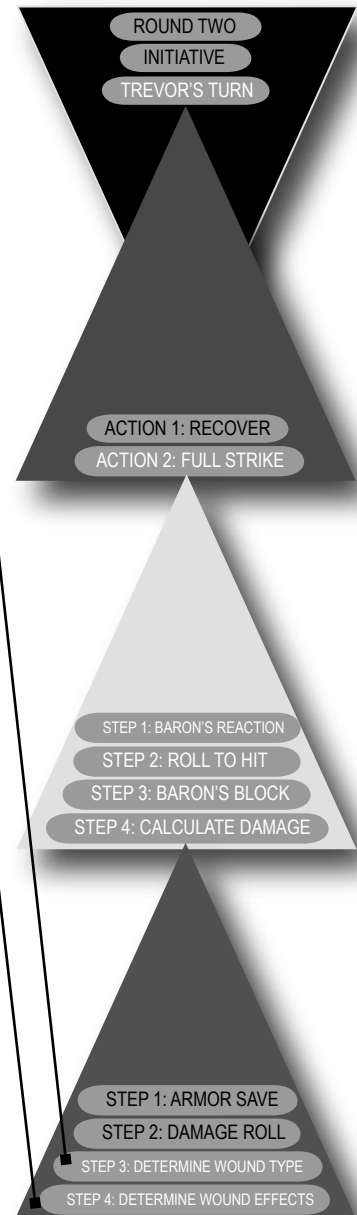 ROUND TWO
INITIATIVE
TREVOR'S TURN
ACTION 1: RECOVER
ACTION 2: FULL STRIKE
STEP 1: BARON'S REACTION
STEP 2: ROLL TO HIT
STEP 3: BARON'S BLOCK
STEP 4: CALCULATE DAMAGE
STEP 1: ARMOR SAVE
STEP 2: DAMAGE ROLL
STEP 3: DETERMINE WOUND TYPE
STEP 4: DETERMINE WOUND EFFECTS